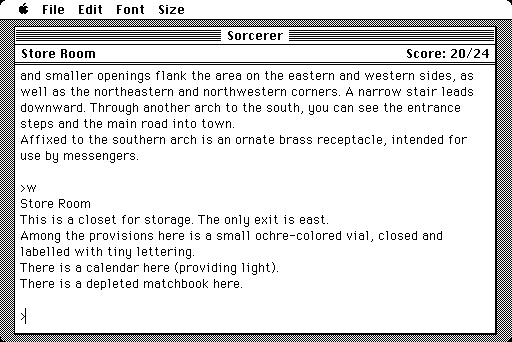 File Edit Font Size
Sorcerer
Store Room Score: 20/24
and smaller openings flank the area on the eastern and western sides, as
well as the northeastern and northwestern corners. A narrow stair leads
downward. Through another arch to the south, you can see the entrance
steps and the main road into town.
Affixed to the southern arch is an ornate brass receptacle, intended for
use by messengers.
>w
Store Room
This is a closet for storage. The only exit is east.
Among the provisions here is a small ochre-colored vial, closed and
labelled with tiny lettering.
There is a calendar here (providing light).
There is a depleted matchbook here.
>